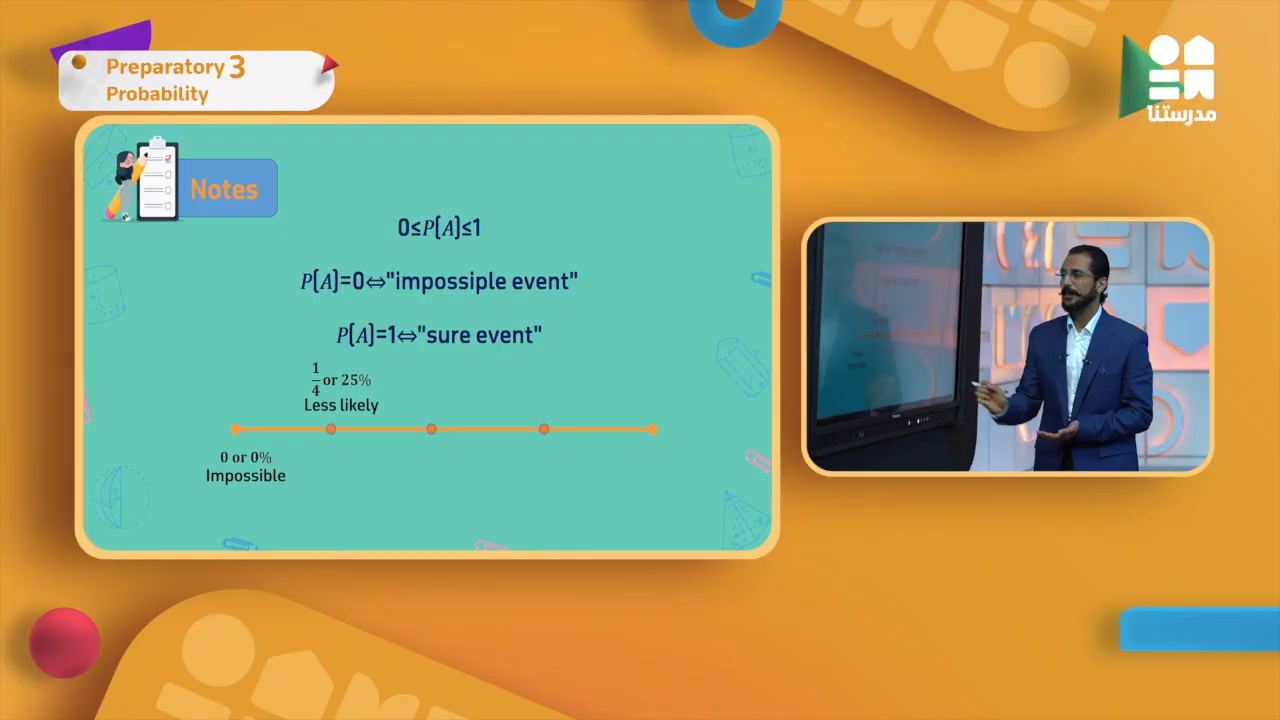 Preparatory 3
Probability
مدرستنا
Notes
0≤P(A)≤1
P(A)=0⇔"impossiple event"
P(A)=1⇔"sure event"
1/4 or 25%
Less likely
0 or 0%
Impossible